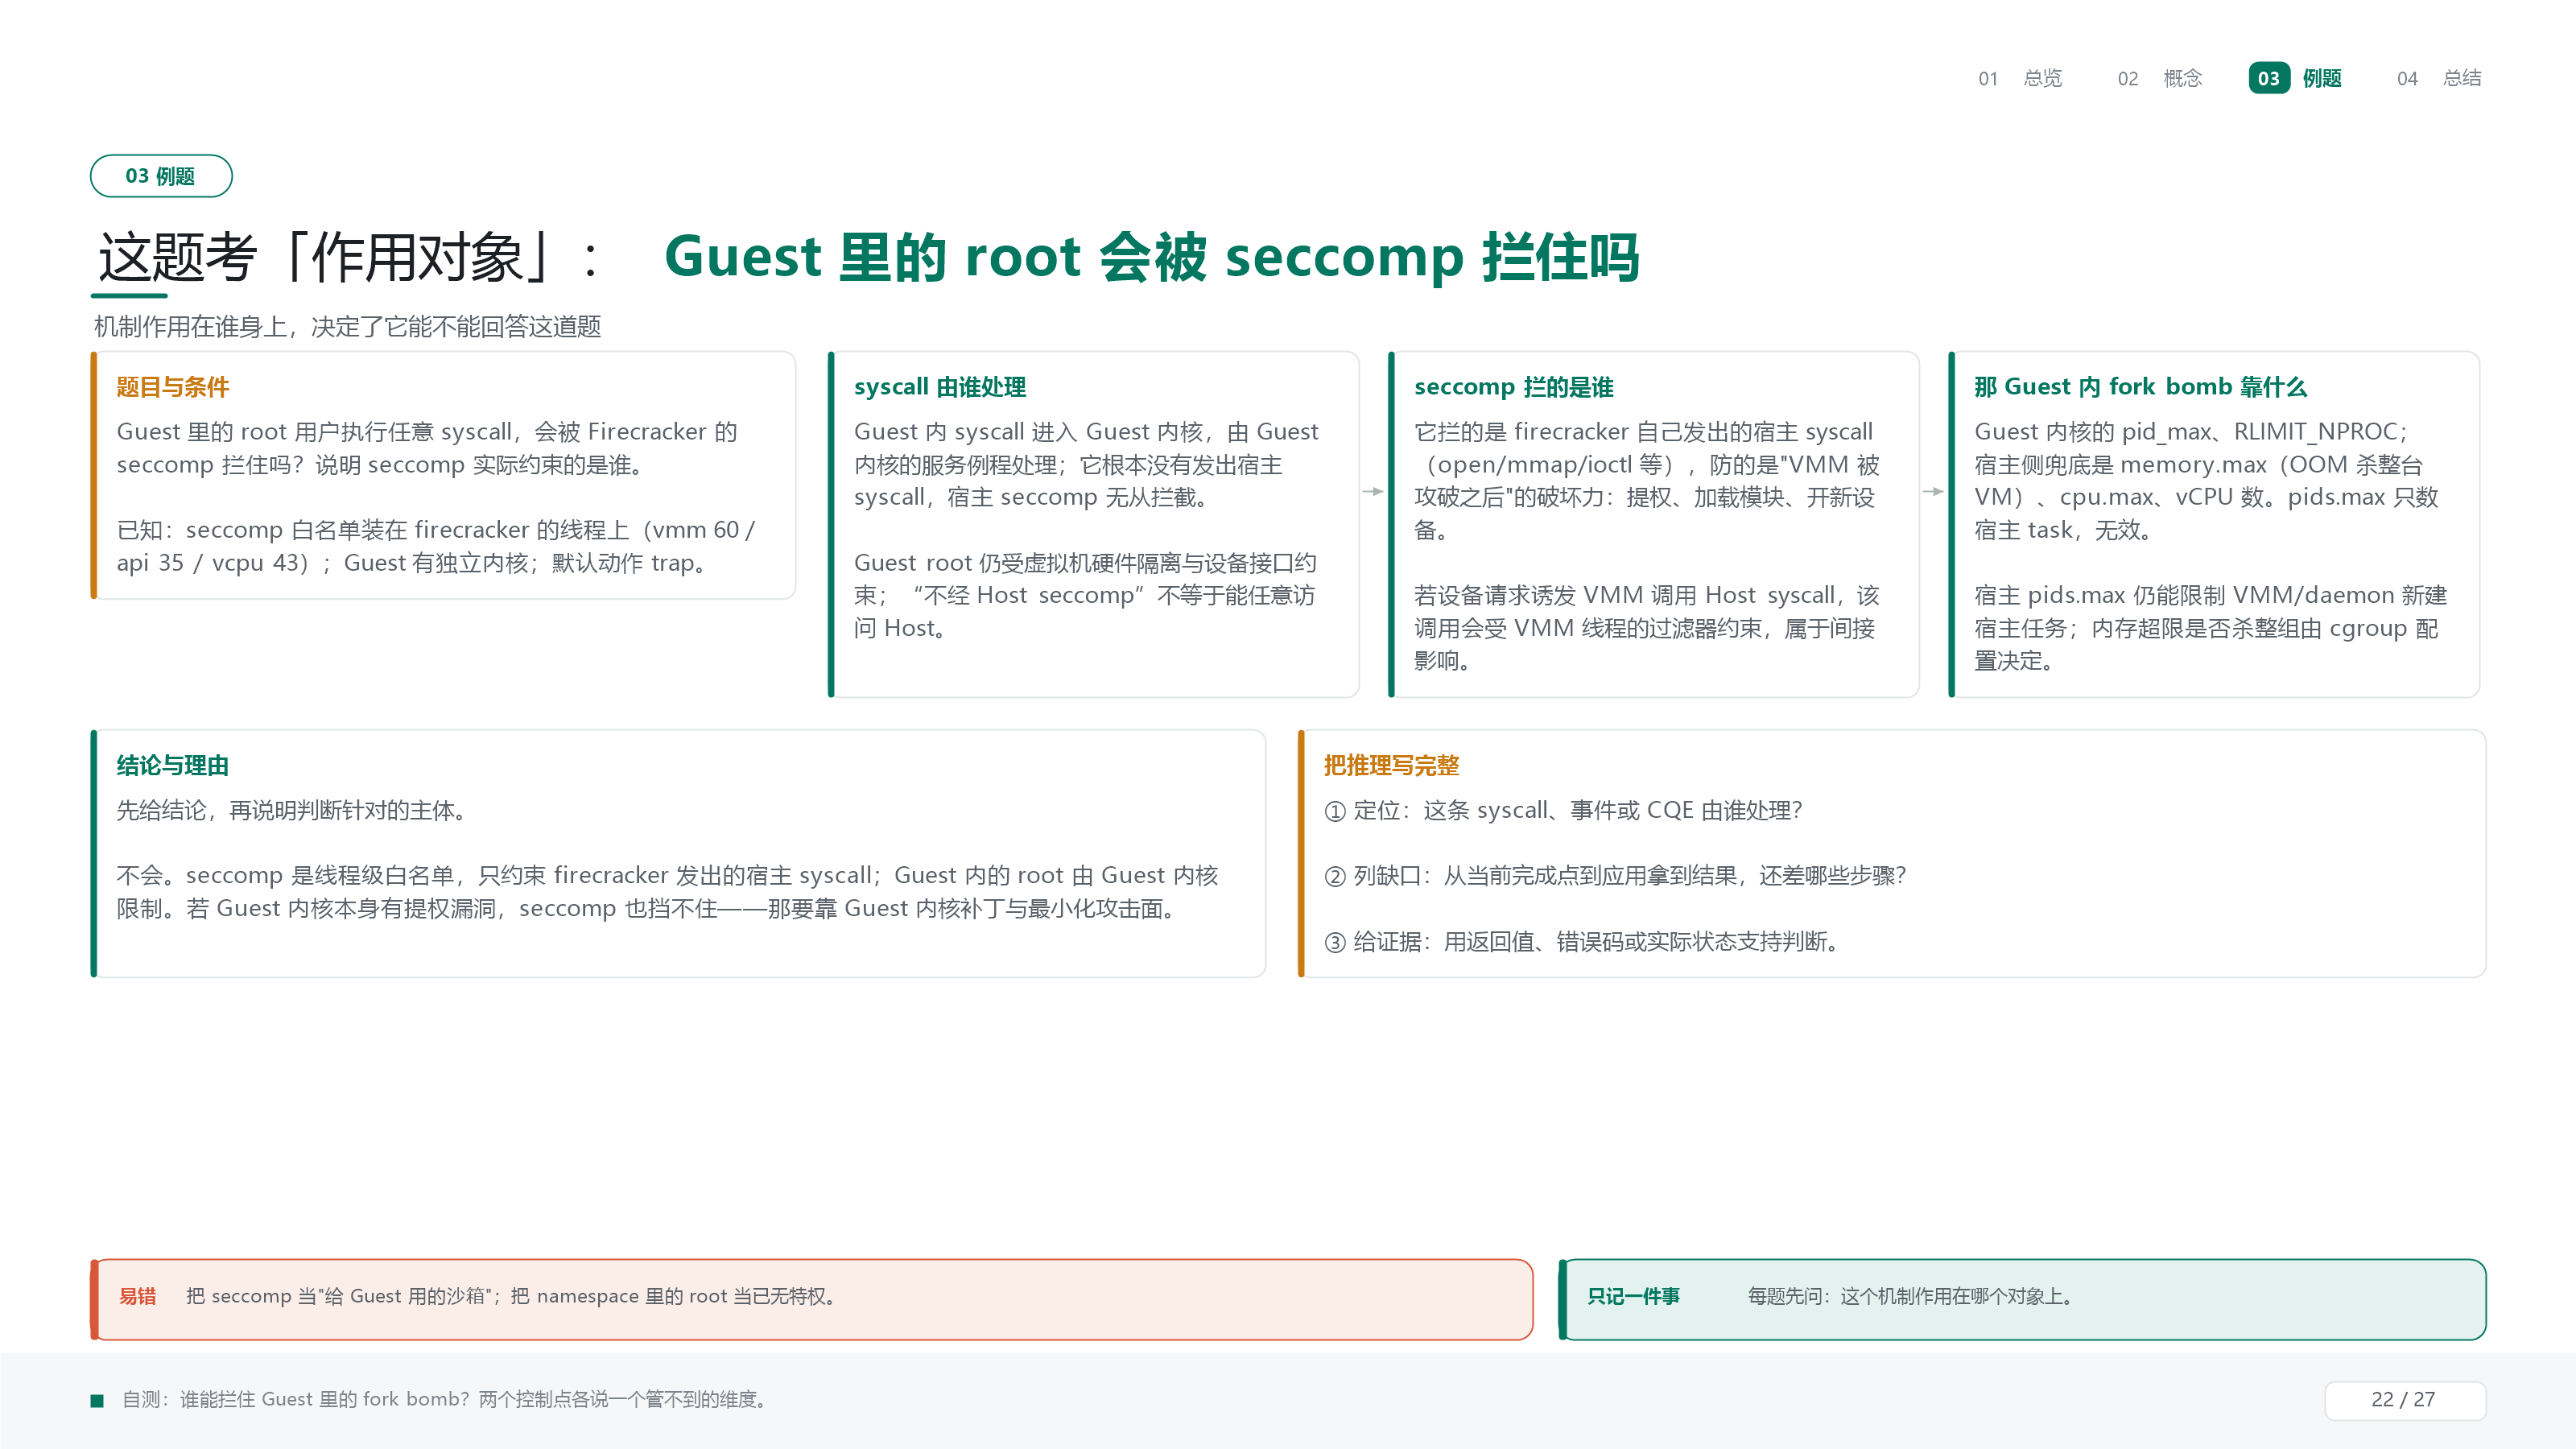 01 总览 02 概念 03 例题 04 总结
03 例题
这题考「作用对象」： Guest 里的 root 会被 seccomp 拦住吗
机制作用在谁身上，决定了它能不能回答这道题
题目与条件
Guest 里的 root 用户执行任意 syscall，会被 Firecracker 的
seccomp 拦住吗？说明 seccomp 实际约束的是谁。
已知：seccomp 白名单装在 firecracker 的线程上（vmm 60 /
api 35 / vcpu 43）；Guest 有独立内核；默认动作 trap。
syscall 由谁处理
Guest 内 syscall 进入 Guest 内核，由 Guest
内核的服务例程处理；它根本没有发出宿主
syscall，宿主 seccomp 无从拦截。
Guest root 仍受虚拟机硬件隔离与设备接口约
束；“不经 Host seccomp”不等于能任意访
问 Host。
seccomp 拦的是谁
它拦的是 firecracker 自己发出的宿主 syscall
（open/mmap/ioctl 等），防的是"VMM 被
攻破之后"的破坏力：提权、加载模块、开新设
备。
若设备请求诱发 VMM 调用 Host syscall，该
调用会受 VMM 线程的过滤器约束，属于间接
影响。
那 Guest 内 fork bomb 靠什么
Guest 内核的 pid_max、RLIMIT_NPROC；
宿主侧兜底是 memory.max（OOM 杀整台
VM）、cpu.max、vCPU 数。pids.max 只数
宿主 task，无效。
宿主 pids.max 仍能限制 VMM/daemon 新建
宿主任务；内存超限是否杀整组由 cgroup 配
置决定。
结论与理由
先给结论，再说明判断针对的主体。
不会。seccomp 是线程级白名单，只约束 firecracker 发出的宿主 syscall；Guest 内的 root 由 Guest 内核
限制。若 Guest 内核本身有提权漏洞，seccomp 也挡不住——那要靠 Guest 内核补丁与最小化攻击面。
把推理写完整
① 定位：这条 syscall、事件或 CQE 由谁处理？
② 列缺口：从当前完成点到应用拿到结果，还差哪些步骤？
③ 给证据：用返回值、错误码或实际状态支持判断。
易错 把 seccomp 当"给 Guest 用的沙箱"；把 namespace 里的 root 当已无特权。
只记一件事 每题先问：这个机制作用在哪个对象上。
自测：谁能拦住 Guest 里的 fork bomb？两个控制点各说一个管不到的维度。
22 / 27